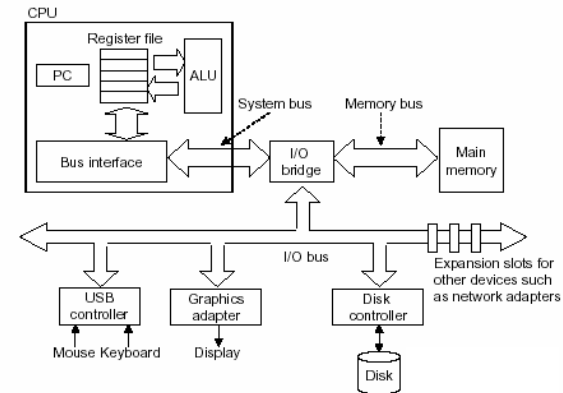 CPU
Register file
PC
ALU
System bus
Memory bus
Bus interface
I/O
bridge
Main
memory
I/O bus
Expansion slots for
other devices such
as network adapters
USB
controller
Graphics
adapter
Disk
controller
Mouse Keyboard
Display
Disk